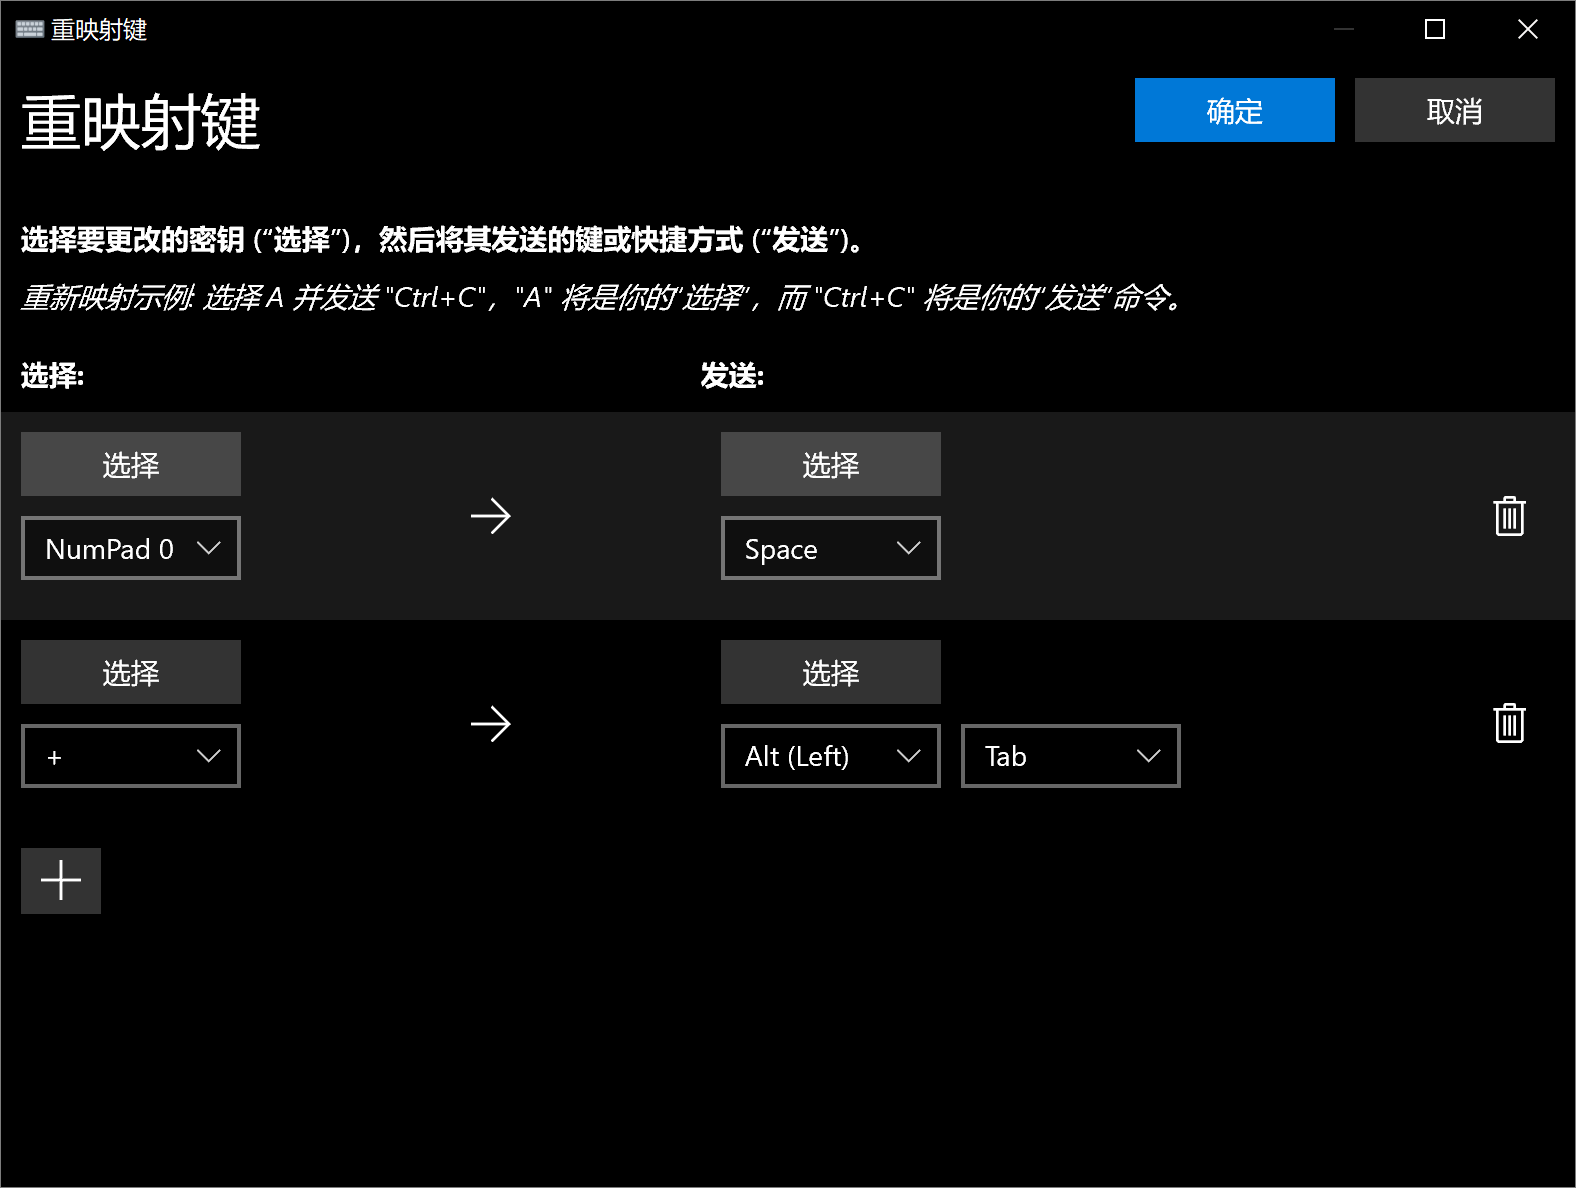 重映射键
重映射键
确定
取消
选择要更改的密钥 (“选择”)，然后将其发送的键或快捷方式 (“发送”)。
重新映射示例: 选择 A 并发送 "Ctrl+C"，"A" 将是你的“选择”，而 "Ctrl+C" 将是你的“发送”命令。
选择:
发送:
选择
选择
NumPad 0
Space
选择
选择
+
Alt (Left)
Tab